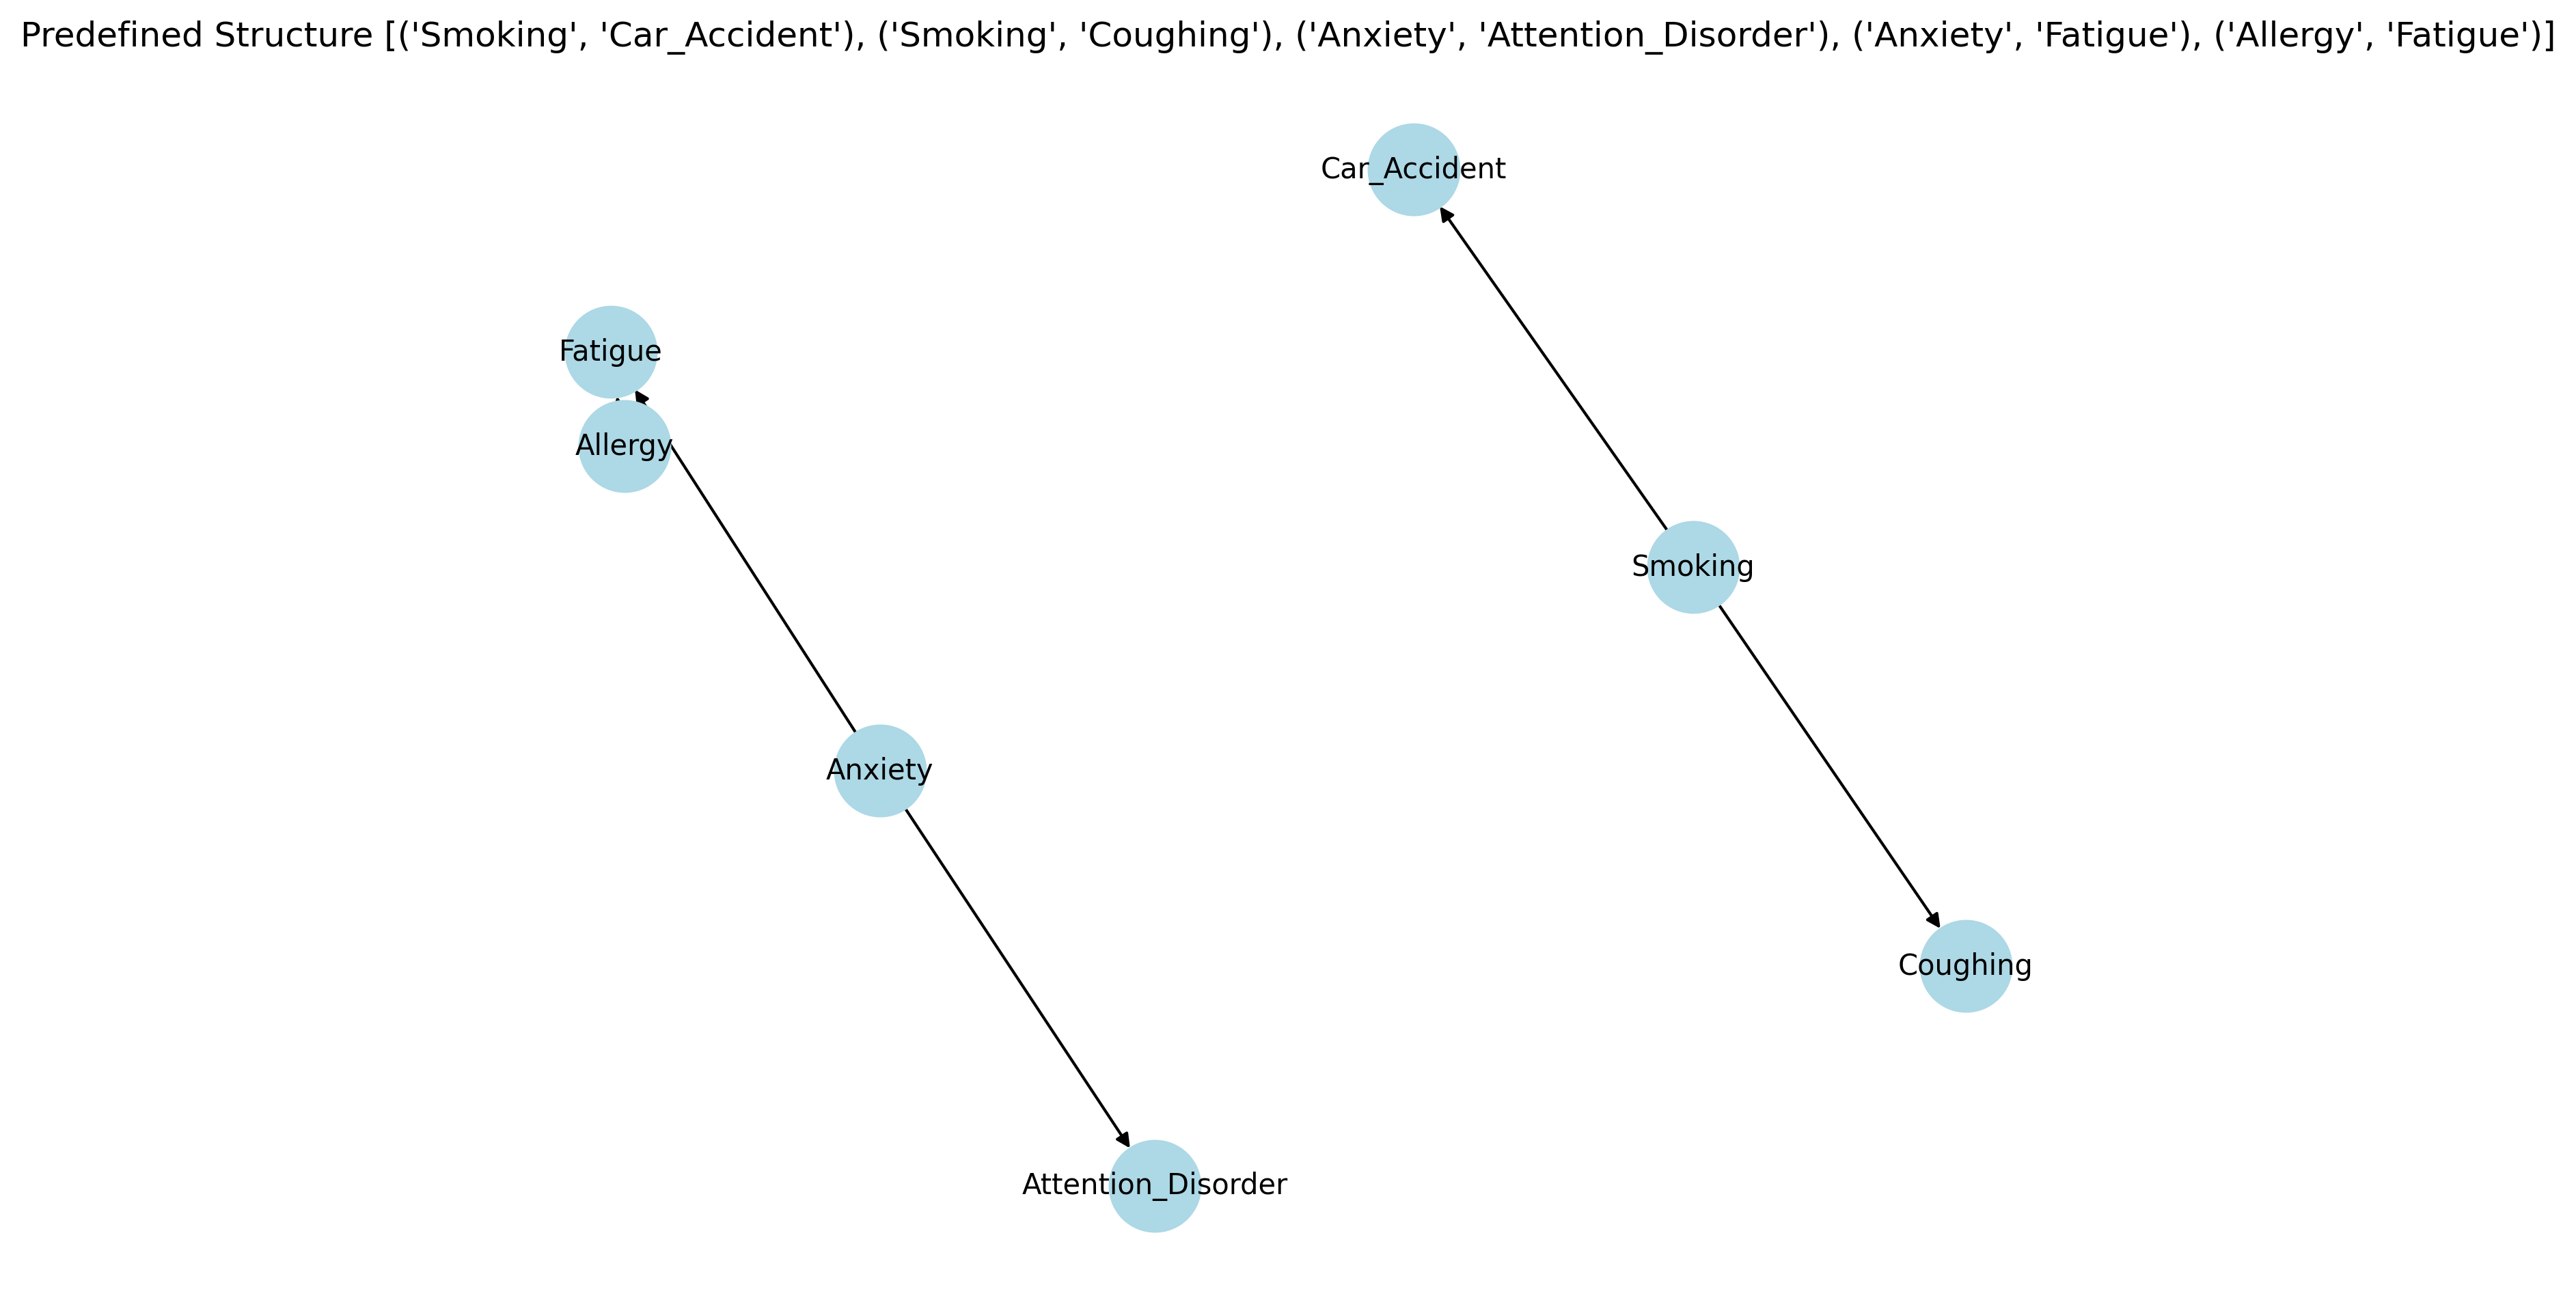 Predefined Structure [('Smoking', 'Car_Accident'), ('Smoking', 'Coughing'), ('Anxiety', 'Attention_Disorder'), ('Anxiety', 'Fatigue'), ('Allergy', 'Fatigue')]
Car_Accident
Fatigue
Allergy
Smoking
Anxiety
Coughing
Attention_Disorder